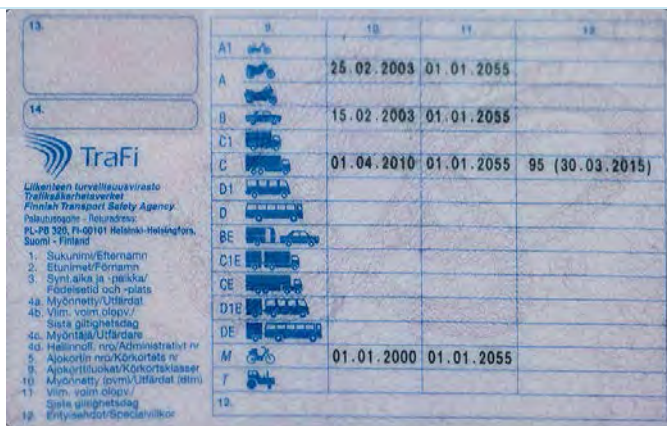 13.
9. 10. 11. 12.
A1
A 25.02.2003 01.01.2055
14.
B 15.02.2003 01.01.2055
C1
TraFi
C 01.04.2010 01.01.2055 95 (30.03.2015)
D1
Liikenteen turvallisuusvirasto
Trafiksäkerhetsverket
Finnish Transport Safety Agency
D
Palautusosoite - Returadress:
PL-PB 320, FI-00101 Helsinki-Helsingfors,
Suomi - Finland
BE
1. Sukunimi/Efternamn
2. Etunimet/Förnamn
C1E
3. Synt.aika ja -paikka/
Födelsetid och -plats
CE
4a. Myönnetty/Utfärdat
4b. Viim. voim.olopv./
Sista giltighetsdag
D1E
4c. Myöntäjä/Utfärdare
4d. Hallinnoll. nro/Administrativt nr
DE
5. Ajokortin nro/Körkortets nr
9. Ajokorttiluokat/Körkortsklasser
M 01.01.2000 01.01.2055
10 Myönnetty (pvm)/Utfärdat (dtm)
11 Viim. voim.olopv./
Sista giltighetsdag
T
12 Erityisehdot/Specialvillkor
12.